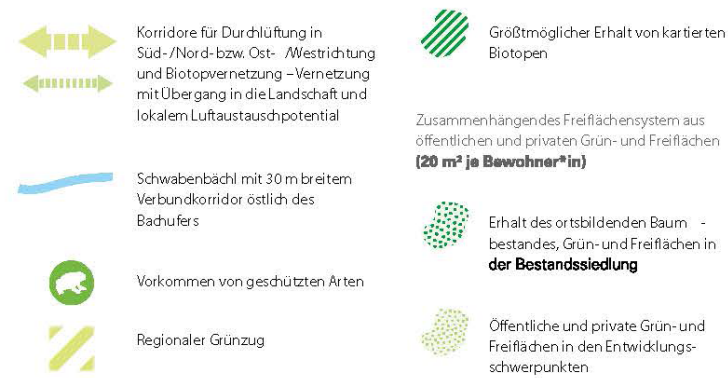 Korridore für Durchlüftung in
Süd-/Nord- bzw. Ost- /Westrichtung
und Biotopvernetzung – Vernetzung
mit Übergang in die Landschaft und
lokalem Luftaustauschpotential
Schwabenbächl mit 30 m breitem
Verbundkorridor östlich des
Bachufers
Vorkommen von geschützten Arten
Regionaler Grünzug
Größtmöglicher Erhalt von kartierten
Biotopen
Zusammenhängendes Freiflächensystem aus
öffentlichen und privaten Grün- und Freiflächen
(20 m² je Bewohner*in)
Erhalt des ortsbildenden Baum -
bestandes, Grün- und Freiflächen in
der Bestandssiedlung
Öffentliche und private Grün- und
Freiflächen in den Entwicklungs-
schwerpunkten